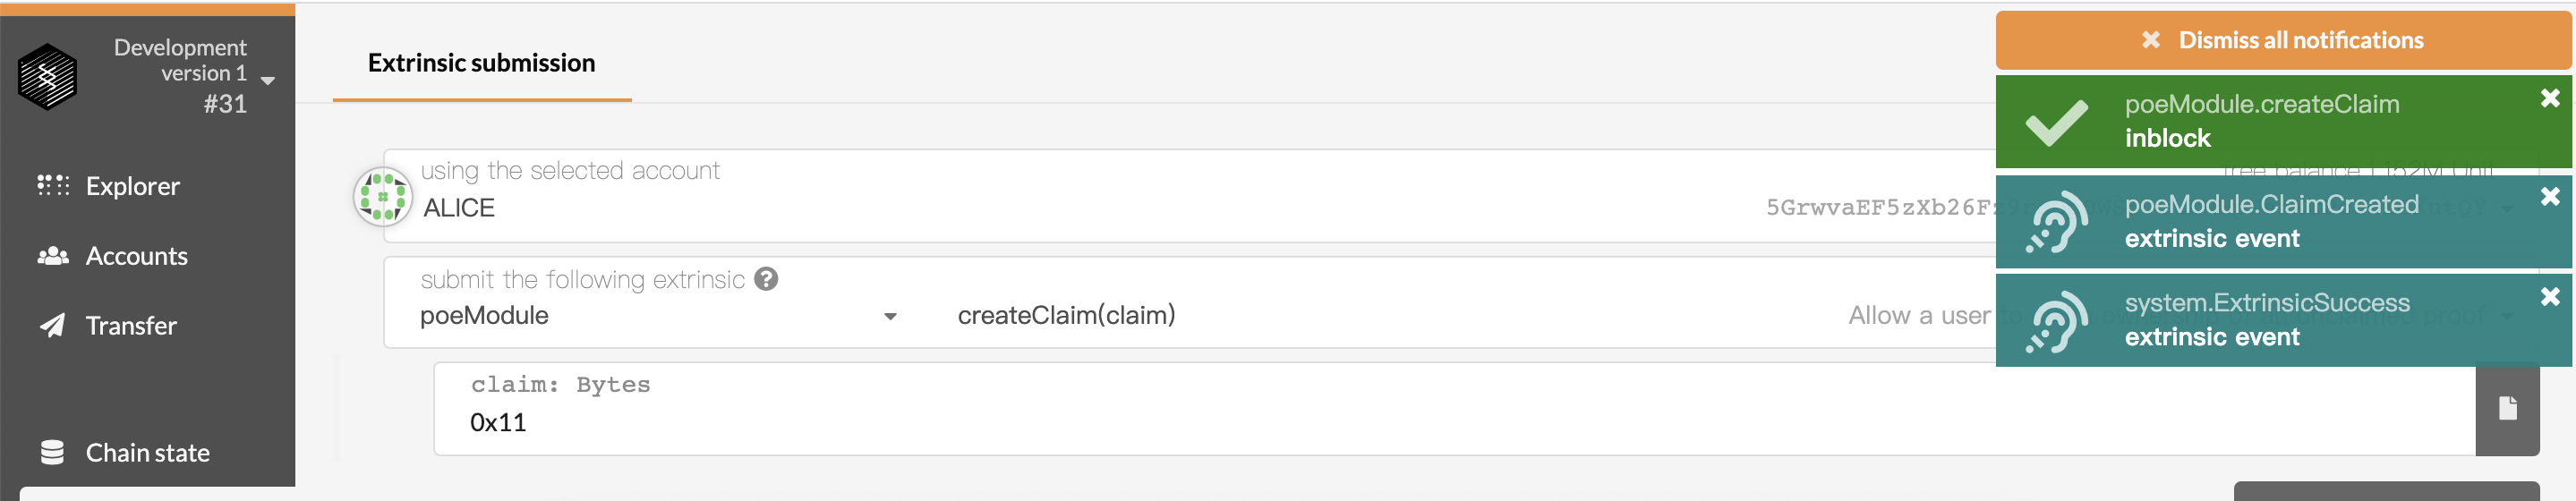 Development
version 1
#31
Explorer
Accounts
Transfer
Chain state
Extrinsic submission
using the selected account
ALICE
5GrwvaEF5zXb26Fz
submit the following extrinsic
poeModule
createClaim(claim)
Allow a user
claim: Bytes
0x11
Dismiss all notifications
poeModule.createClaim
inblock
poeModule.ClaimCreated
extrinsic event
system.ExtrinsicSuccess
extrinsic event